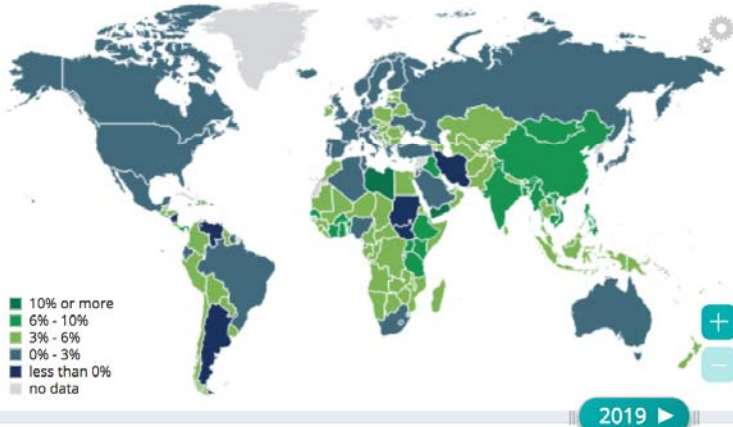 10% or more
6% - 10%
3% - 6%
0% - 3%
less than 0%
no data
+
−
2019 ▶